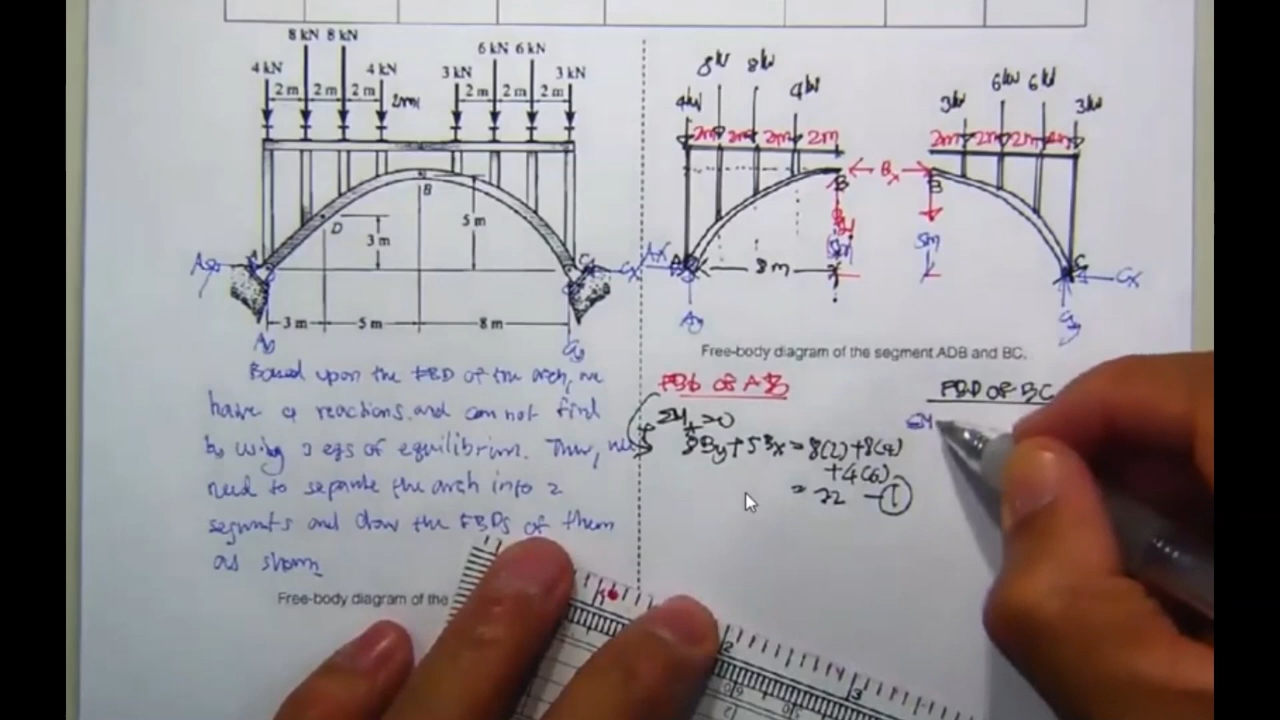 8 kN 8 kN
4 kN 4 kN
2 m 2 m 2 m 2m
6 kN 6 kN
3 kN 3 kN
2 m 2 m 2 m
B
D
5 m
3 m
3 m 5 m 8 m
Ay
Cx
4kN 8kN 8kN 4kN
2m 2m 2m 2m
B
Bx
By
5m
Ax A
8m
Ay
3kN 6kN 6kN 3kN
2m 2m 2m 2m
B
5m
C
Cx
Cy
Free-body diagram of the segment ADB and BC.
Based upon the FBD of the arch, we
have 4 reactions and can not find
by using 3 eqs of equilibrium. Thus, we
need to separate the arch into 2
segments and draw the FBDs of them
as shown
Free-body diagram of the
FBD OF AB
ΣMA=0
8By+5Bx=8(2)+8(4)
+4(6)
= 72 —①
FBD OF BC
ΣM
2
3